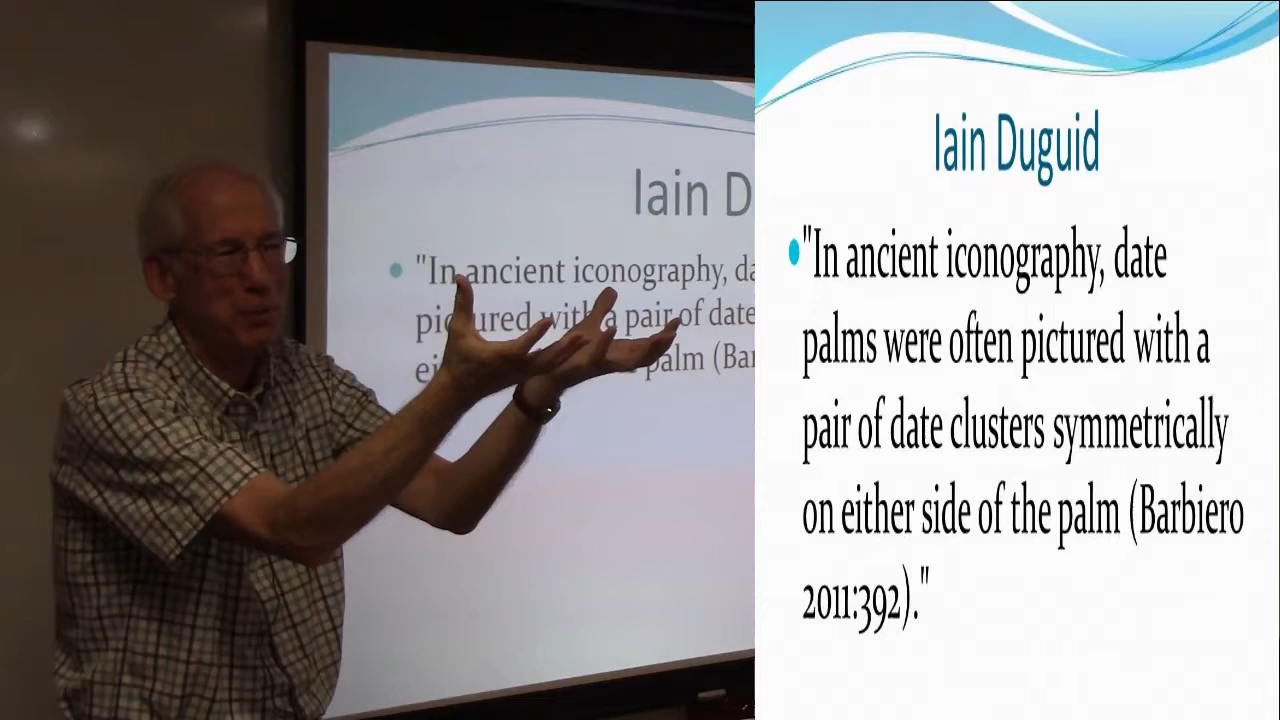 Iain D
"In ancient iconography, da
pictured with a pair of date
palm (Bar
Iain Duguid
"In ancient iconography, date
palms were often pictured with a
pair of date clusters symmetrically
on either side of the palm (Barbiero
2011:392)."